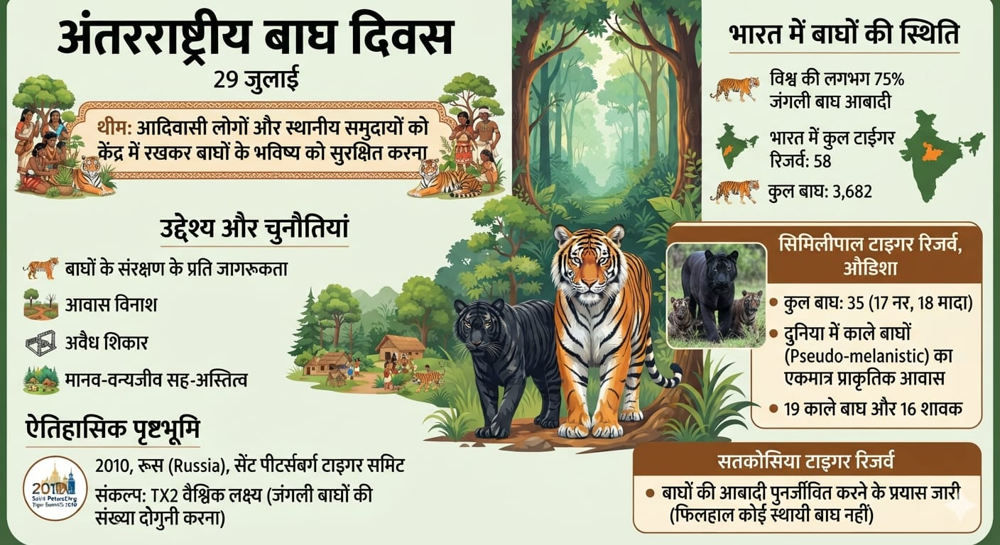 अंतरराष्ट्रीय बाघ दिवस
29 जुलाई
थीम: आदिवासी लोगों और स्थानीय समुदायों को
केंद्र में रखकर बाघों के भविष्य को सुरक्षित करना
उद्देश्य और चुनौतियां
बाघों के संरक्षण के प्रति जागरूकता
आवास विनाश
अवैध शिकार
मानव-वन्यजीव सह-अस्तित्व
ऐतिहासिक पृष्टभूमि
2010, रूस (Russia), सेंट पीटर्सबर्ग टाइगर समिट
संकल्प: TX2 वैश्विक लक्ष्य (जंगली बाघों की
संख्या दोगुनी करना)
भारत में बाघों की स्थिति
विश्व की लगभग 75%
जंगली बाघ आबादी
भारत में कुल टाईगर
रिजर्व: 58
कुल बाघ: 3,682
सिमिलीपाल टाइगर रिजर्व,
औडिशा
कुल बाघ: 35 (17 नर, 18 मादा)
दुनिया में काले बाघों
(Pseudo-melanistic) का
एकमात्र प्राकृतिक आवास
19 काले बाघ और 16 शावक
सतकोसिया टाइगर रिजर्व
बाघों की आबादी पुनर्जीवित करने के प्रयास जारी
(फिलहाल कोई स्थायी बाघ नहीं)